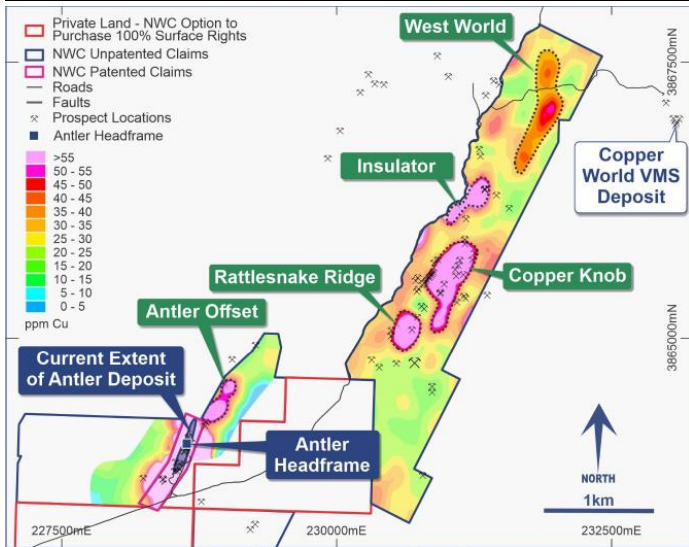 Private Land - NWC Option to
Purchase 100% Surface Rights
NWC Unpatented Claims
NWC Patented Claims
Roads
Faults
Prospect Locations
Antler Headframe
>55
50 - 55
45 - 50
40 - 45
35 - 40
30 - 35
25 - 30
20 - 25
15 - 20
10 - 15
5 - 10
0 - 5
ppm Cu
West World
3867500mN
Copper
World VMS
Deposit
Insulator
Rattlesnake Ridge
Copper Knob
Antler Offset
3865000mN
Current Extent
of Antler Deposit
Antler
Headframe
NORTH
1km
227500mE
230000mE
232500mE